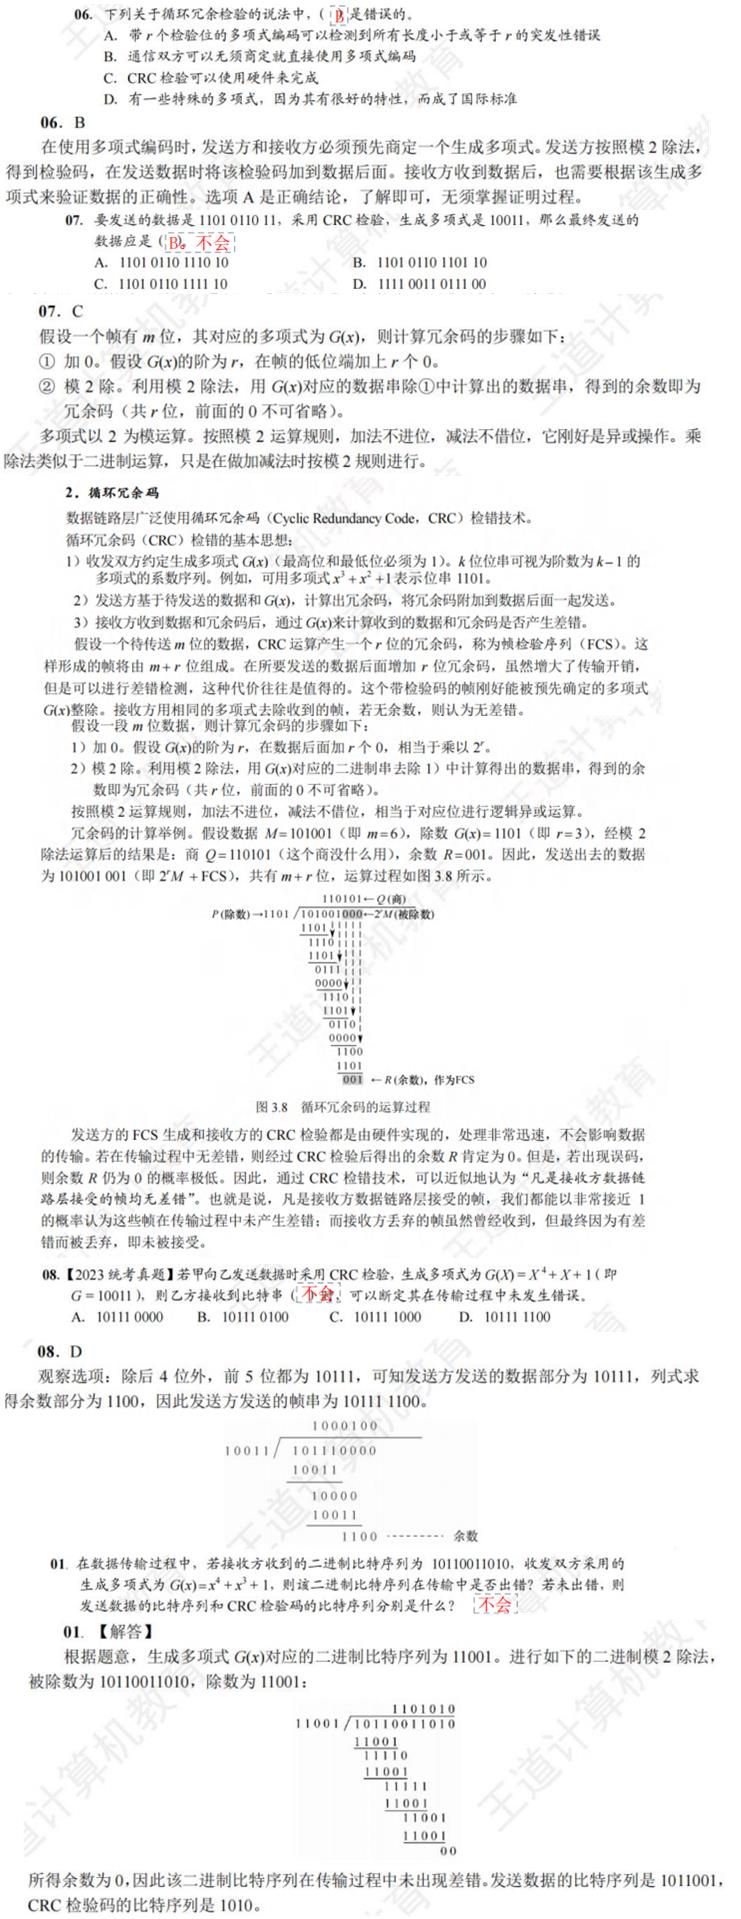 06. 下列关于循环冗余检验的说法中，( B 是错误的。
A. 带 r 个检验位的多项式编码可以检测到所有长度小于或等于 r 的突发性错误
B. 通信双方可以无须商定就直接使用多项式编码
C. CRC 检验可以使用硬件来完成
D. 有一些特殊的多项式，因为其有很好的特性，而成了国际标准
06. B
在使用多项式编码时，发送方和接收方必须预先商定一个生成多项式。发送方按照模 2 除法，
得到检验码，在发送数据时将该检验码加到数据后面。接收方收到数据后，也需要根据该生成多
项式来验证数据的正确性。选项 A 是正确结论，了解即可，无须掌握证明过程。
07. 要发送的数据是 1101 0110 11，采用 CRC 检验，生成多项式是 10011，那么最终发送的
数据应是 ( B。不会
A. 1101 0110 1110 10 B. 1101 0110 1101 10
C. 1101 0110 1111 10 D. 1111 0011 0111 00
07. C
假设一个帧有 m 位，其对应的多项式为 G(x)，则计算冗余码的步骤如下：
① 加 0。假设 G(x)的阶为 r，在帧的低位端加上 r 个 0。
② 模 2 除。利用模 2 除法，用 G(x)对应的数据串除①中计算出的数据串，得到的余数即为
冗余码（共 r 位，前面的 0 不可省略）。
多项式以 2 为模运算。按照模 2 运算规则，加法不进位，减法不借位，它刚好是异或操作。乘
除法类似于二进制运算，只是在做加减法时按模 2 规则进行。
2. 循环冗余码
数据链路层广泛使用循环冗余码（Cyclic Redundancy Code，CRC）检错技术。
循环冗余码（CRC）检错的基本思想：
1）收发双方约定生成多项式 G(x)（最高位和最低位必须为 1）。k 位位串可视为阶数为 k−1 的
多项式的系数序列。例如，可用多项式 x³ + x² +1 表示位串 1101。
2）发送方基于待发送的数据和 G(x)，计算出冗余码，将冗余码附加到数据后面一起发送。
3）接收方收到数据和冗余码后，通过 G(x)来计算收到的数据和冗余码是否产生差错。
假设一个待传送 m 位的数据，CRC 运算产生一个 r 位的冗余码，称为帧检验序列（FCS）。这
样形成的帧将由 m + r 位组成。在所要发送的数据后面增加 r 位冗余码，虽然增大了传输开销，
但是可以进行差错检测，这种代价往往是值得的。这个带检验码的帧刚好能被预先确定的多项式
G(x)整除。接收方用相同的多项式去除收到的帧，若无余数，则认为无差错。
假设一段 m 位数据，则计算冗余码的步骤如下：
1）加 0。假设 G(x)的阶为 r，在数据后面加 r 个 0，相当于乘以 2ʳ。
2）模 2 除。利用模 2 除法，用 G(x)对应的二进制串去除 1）中计算得出的数据串，得到的余
数即为冗余码（共 r 位，前面的 0 不可省略）。
按照模 2 运算规则，加法不进位，减法不借位，相当于对应位进行逻辑异或运算。
冗余码的计算举例。假设数据 M=101001（即 m=6），除数 G(x)=1101（即 r=3），经模 2
除法运算后的结果是：商 Q=110101（这个商没什么用），余数 R=001。因此，发送出去的数据
为 101001 001（即 2ʳM + FCS），共有 m + r 位，运算过程如图 3.8 所示。
110101←Q(商)
P(除数)→1101 /101001000←2ʳM(被除数)
1101
1110
1101
0111
0000
1110
1101
0110
0000
1100
1101
001 ←R(余数)，作为FCS
图 3.8 循环冗余码的运算过程
发送方的 FCS 生成和接收方的 CRC 检验都是由硬件实现的，处理非常迅速，不会影响数据
的传输。若在传输过程中无差错，则经过 CRC 检验后得出的余数 R 肯定为 0。但是，若出现误码，
则余数 R 仍为 0 的概率极低。因此，通过 CRC 检错技术，可以近似地认为“凡是接收方数据链
路层接受的帧均无差错”。也就是说，凡是接收方数据链路层接受的帧，我们都能以非常接近 1
的概率认为这些帧在传输过程中未产生差错；而接收方丢弃的帧虽然曾经收到，但最终因为有差
错而被丢弃，即未被接受。
08.【2023 统考真题】若甲向乙发送数据时采用 CRC 检验，生成多项式为 G(X) = X⁴ + X + 1 ( 即
G = 10011 )，则乙方接收到比特串 ( 不会 ，可以断定其在传输过程中未发生错误。
A. 10111 0000 B. 10111 0100 C. 10111 1000 D. 10111 1100
08. D
观察选项：除后 4 位外，前 5 位都为 10111，可知发送方发送的数据部分为 10111，列式求
得余数部分为 1100，因此发送方发送的帧串为 10111 1100。
1000100
10011/ 101110000
10011
10000
10011
1100 -------- 余数
01. 在数据传输过程中，若接收方收到的二进制比特序列为 10110011010，收发双方采用的
生成多项式为 G(x)=x⁴ + x³ + 1，则该二进制比特序列在传输中是否出错？若未出错，则
发送数据的比特序列和 CRC 检验码的比特序列分别是什么？ 不会
01. 【解答】
根据题意，生成多项式 G(x)对应的二进制比特序列为 11001。进行如下的二进制模 2 除法，
被除数为 10110011010，除数为 11001：
1101010
11001/10110011010
11001
11110
11001
11111
11001
11001
11001
00
所得余数为 0，因此该二进制比特序列在传输过程中未出现差错。发送数据的比特序列是 1011001，
CRC 检验码的比特序列是 1010。